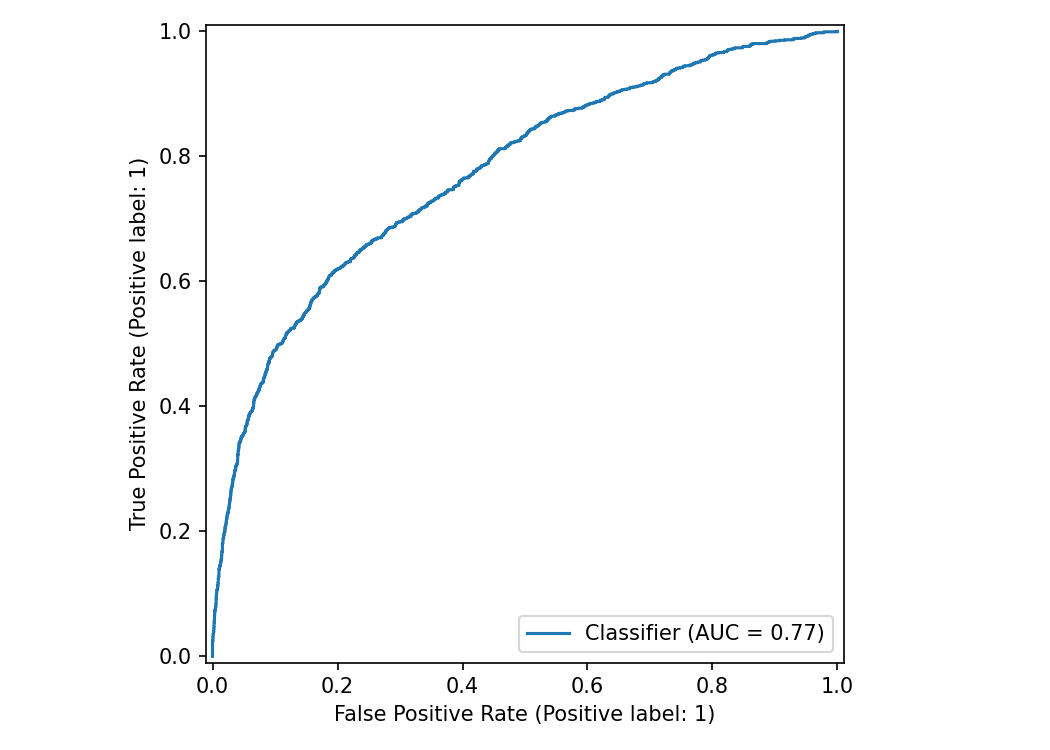 True Positive Rate (Positive label: 1)
1.0
0.8
0.6
0.4
0.2
0.0
Classifier (AUC = 0.77)
0.0 0.2 0.4 0.6 0.8 1.0
False Positive Rate (Positive label: 1)